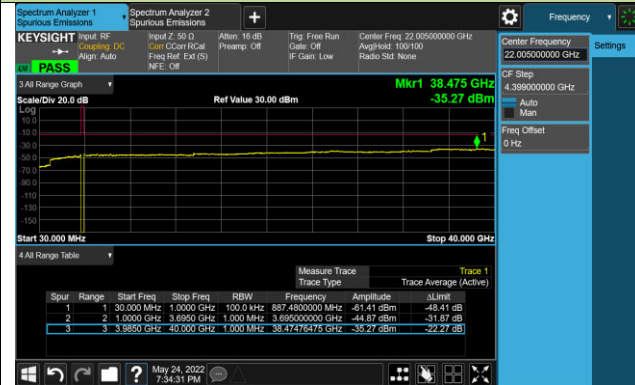 Spectrum Analyzer 1
Spurious Emissions
Spectrum Analyzer 2
Spurious Emissions
Frequency
KEYSIGHT
Input: RF
Coupling: DC
Align: Auto
Input Z: 50 Ω
Corr CCorr RCal
Freq Ref: Ext (S)
NFE: Off
Atten: 16 dB
Preamp: Off
Trig: Free Run
Gate: Off
IF Gain: Low
Center Freq: 22.005000000 GHz
Avg|Hold: 100/100
Radio Std: None
PASS
3 All Range Graph
Scale/Div 20.0 dB
Ref Value 30.00 dBm
Mkr1 38.475 GHz
-35.27 dBm
Log
10.0
-10.0
-30.0
-50.0
-70.0
-90.0
-110
-130
-150
1
Start 30.000 MHz
Stop 40.000 GHz
4 All Range Table
Measure Trace Trace 1
Trace Type Trace Average (Active)
Spur Range Start Freq Stop Freq RBW Frequency Amplitude ΔLimit
1 1 30.000 MHz 1.0000 GHz 100.0 kHz 887.4800000 MHz -61.41 dBm -48.41 dB
2 2 1.0000 GHz 3.6950 GHz 1.000 MHz 3.695000000 GHz -44.87 dBm -31.87 dB
3 3 3.9850 GHz 40.000 GHz 1.000 MHz 38.47476475 GHz -35.27 dBm -22.27 dB
May 24, 2022
7:34:31 PM
Center Frequency
22.005000000 GHz
CF Step
4.399000000 GHz
Auto
Man
Freq Offset
0 Hz
Settings